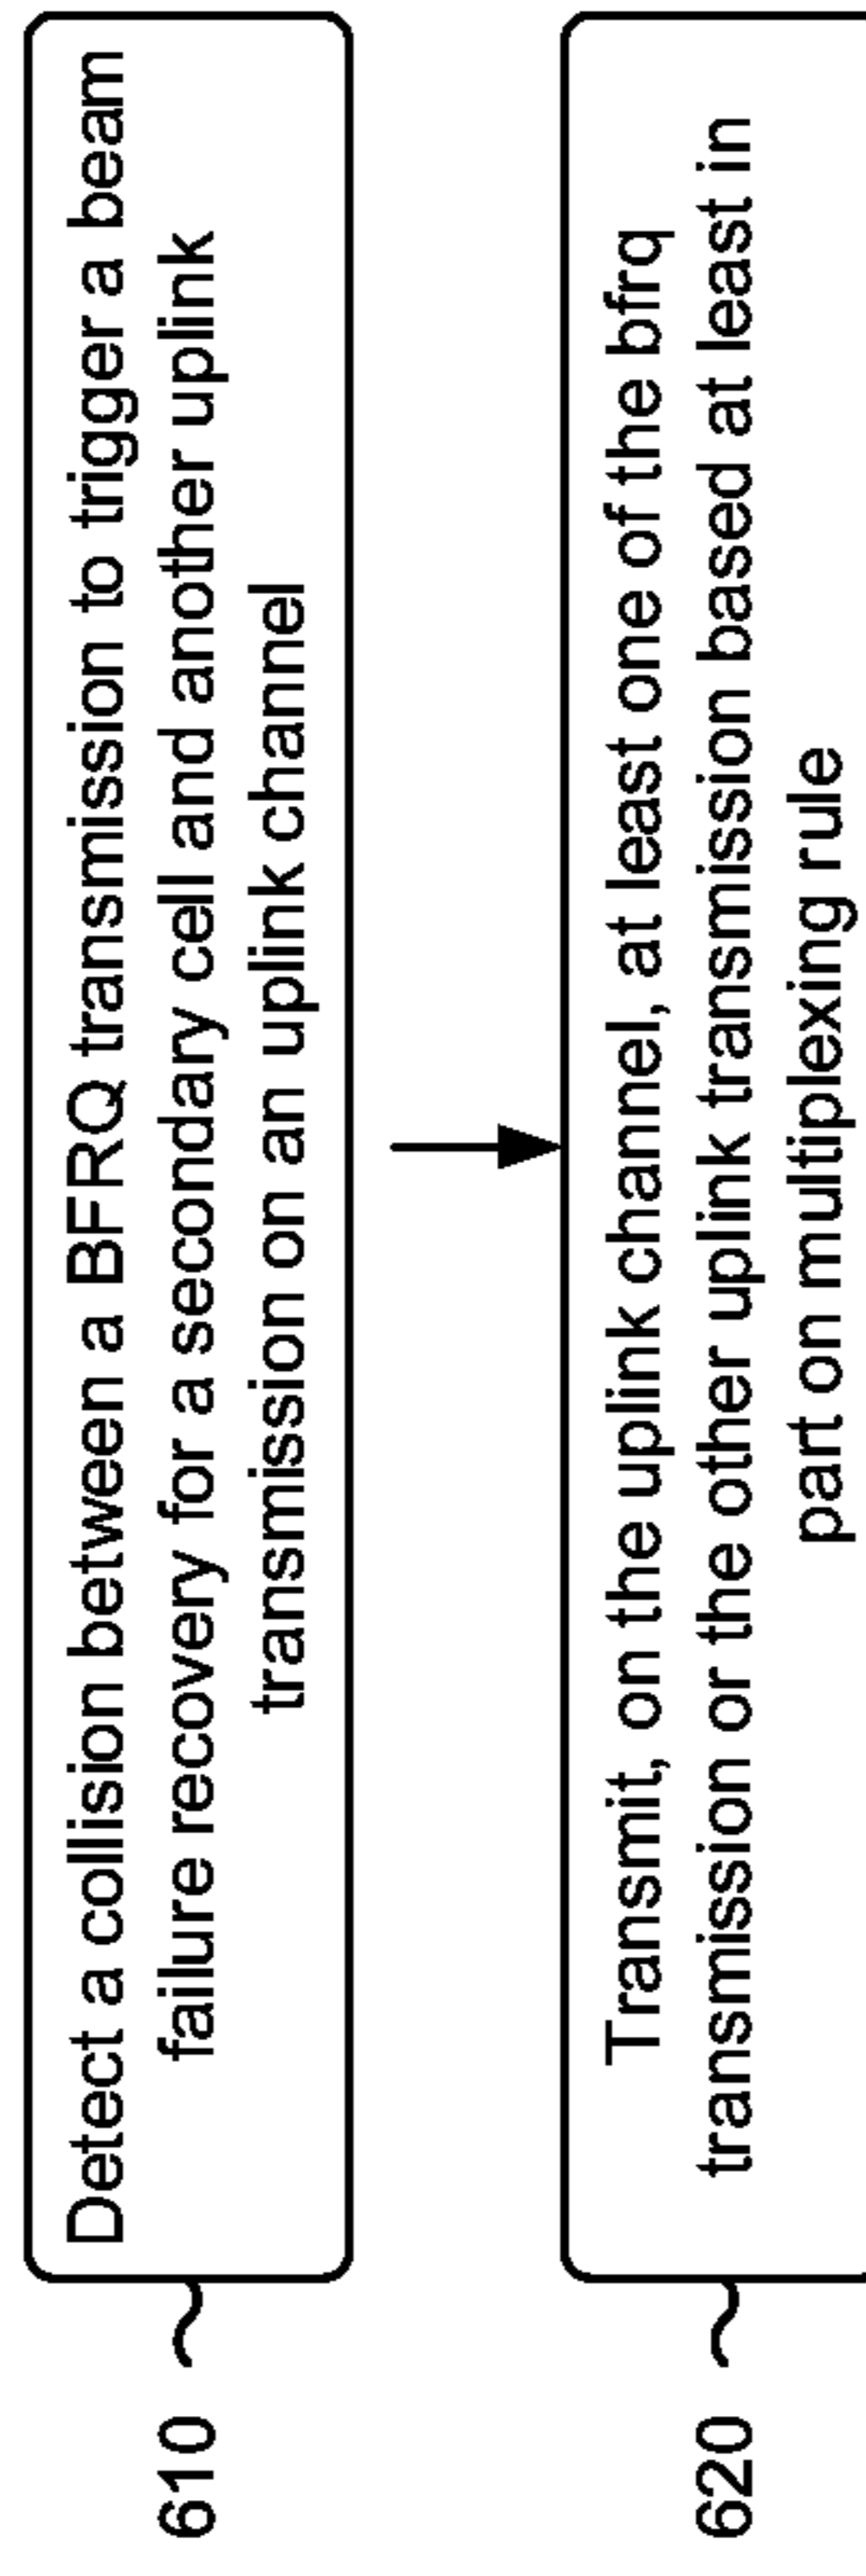 Detect a collision between a BFRQ transmission to trigger a beam
failure recovery for a secondary cell and another uplink
transmission on an uplink channel
610
Transmit, on the uplink channel, at least one of the bfrq
transmission or the other uplink transmission based at least in
part on multiplexing rule
620